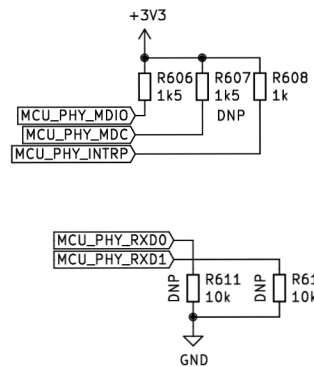 +3V3
R606
1k5
R607
1k5
DNP
R608
1k
MCU_PHY_MDIO
MCU_PHY_MDC
MCU_PHY_INTRP
MCU_PHY_RXD0
MCU_PHY_RXD1
DNP
R611
10k
DNP
GND